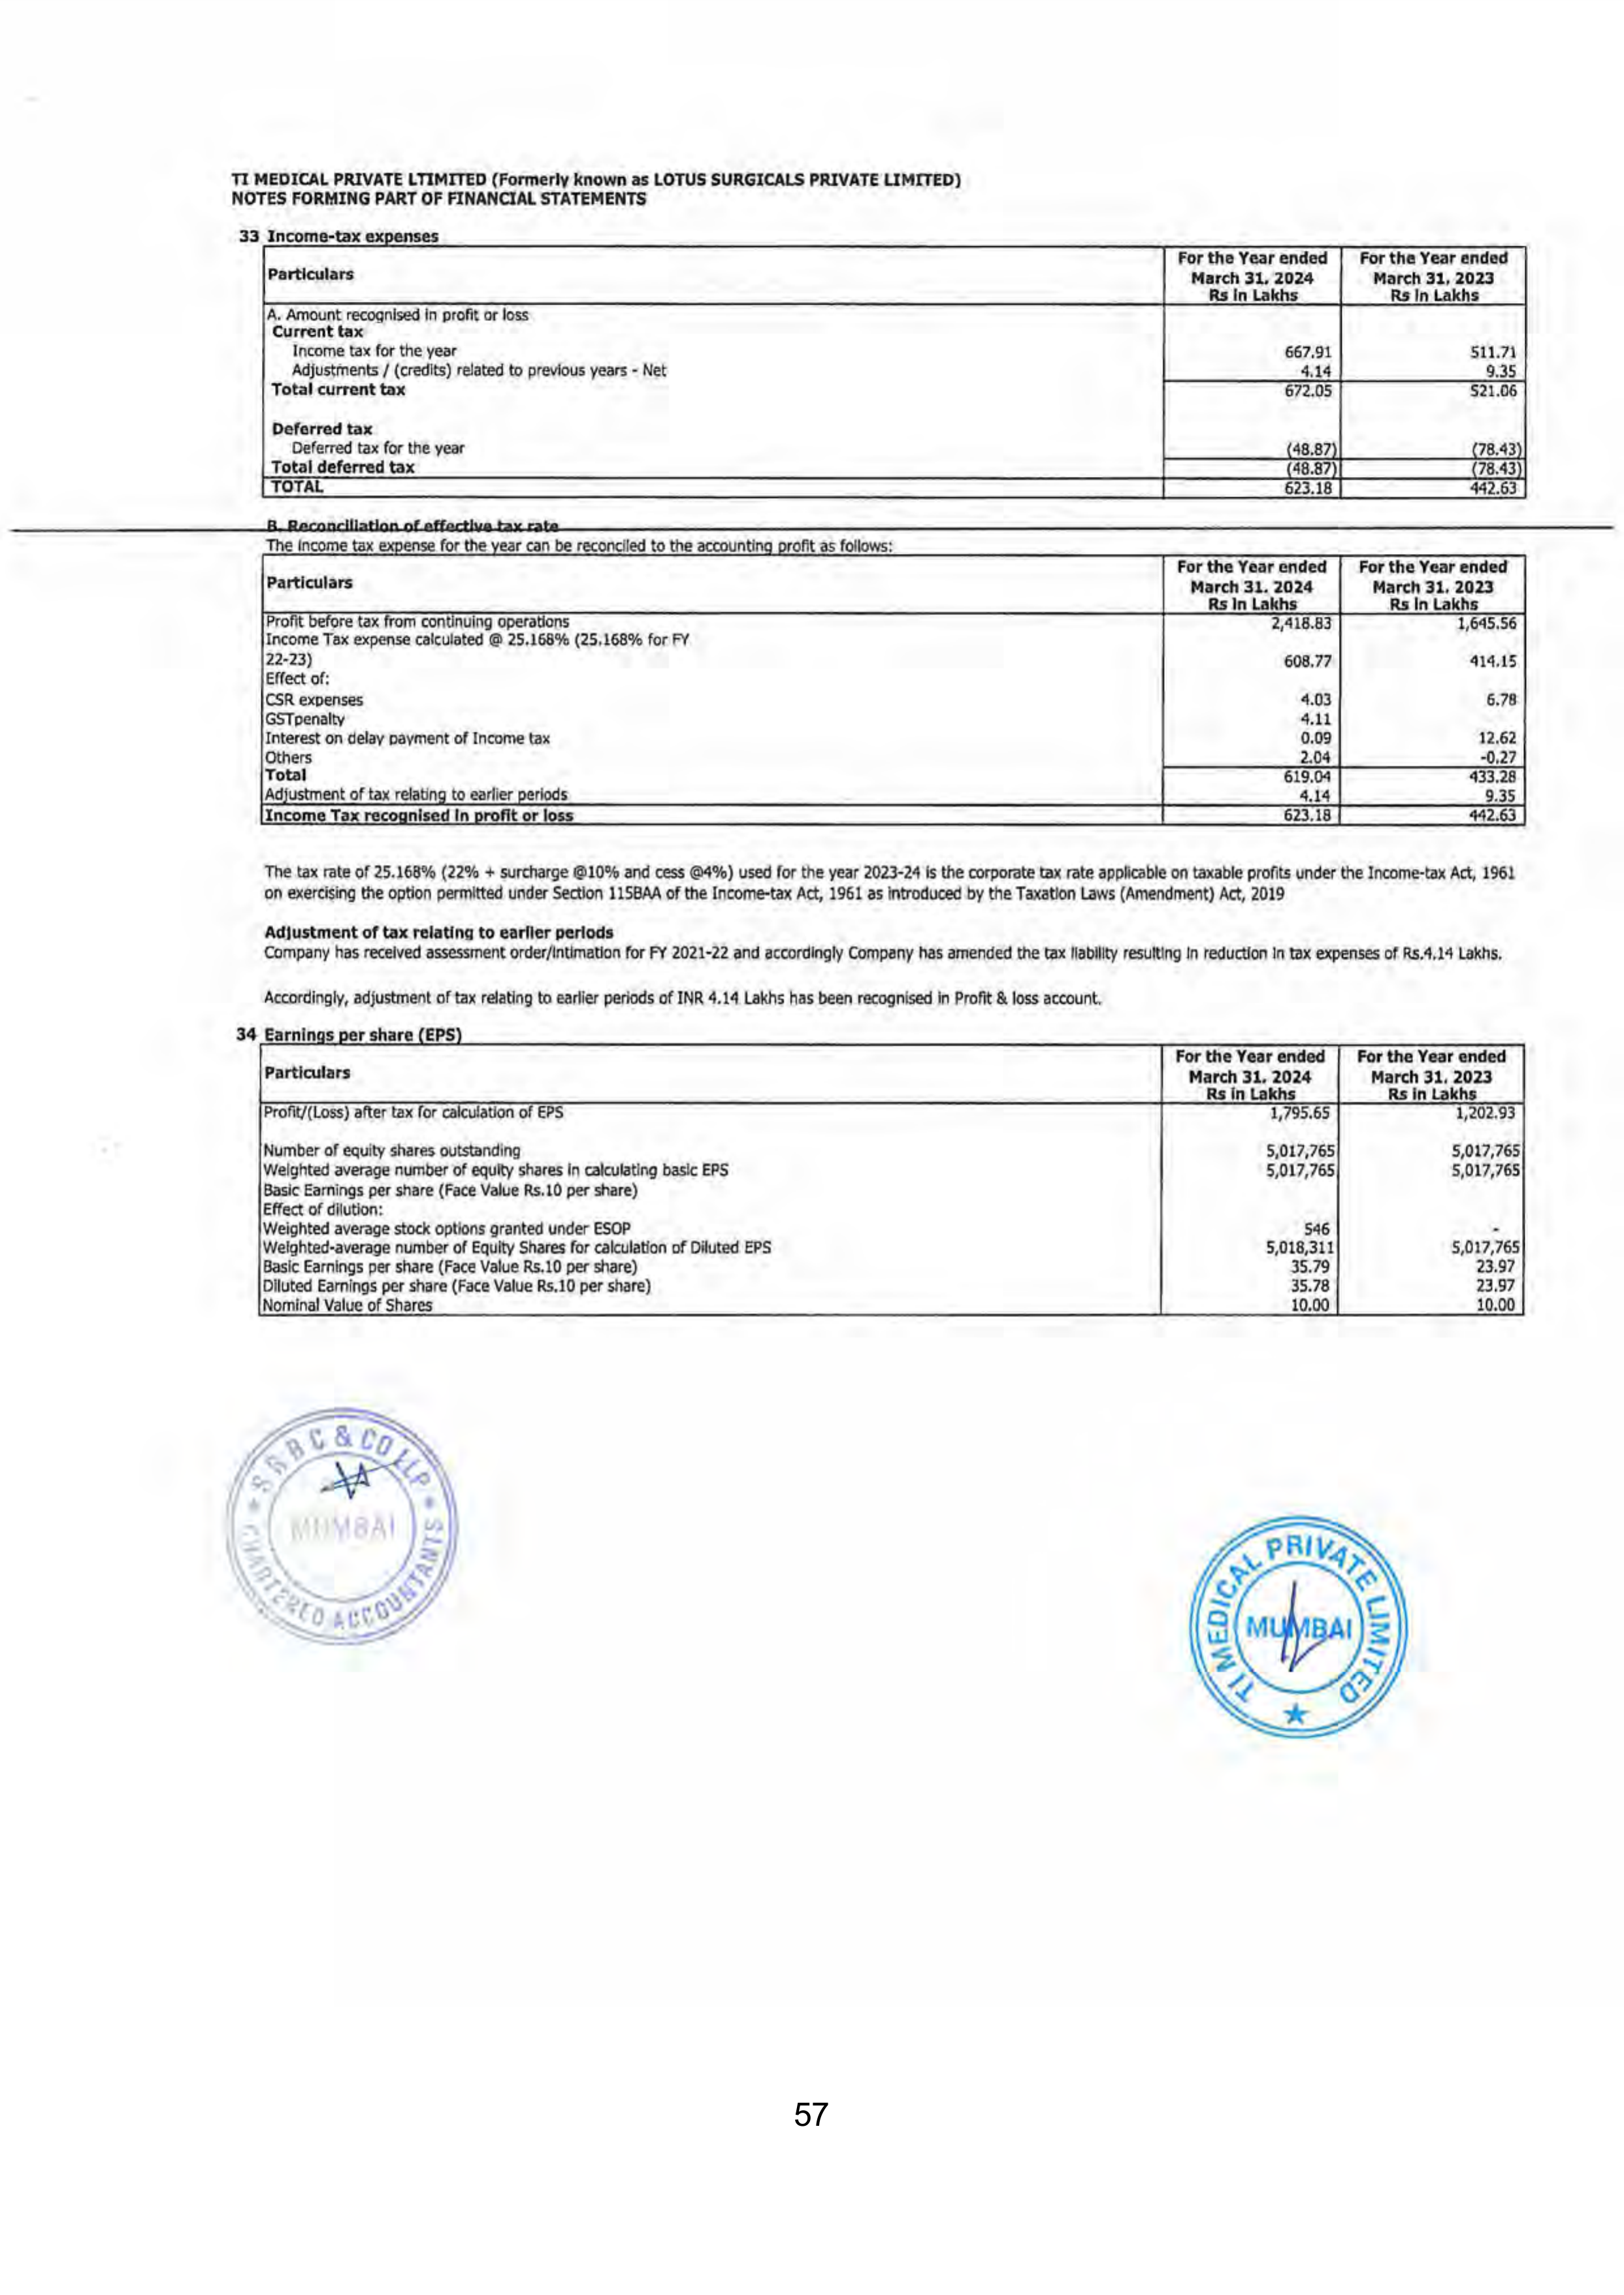 TI MEDICAL PRIVATE LTIMITED (Formerly known as LOTUS SURGICALS PRIVATE LIMITED)
NOTES FORMING PART OF FINANCIAL STATEMENTS
33 Income-tax expenses
Particulars For the Year ended March 31, 2024 Rs in Lakhs For the Year ended March 31, 2023 Rs in Lakhs
A. Amount recognised in profit or loss
Current tax
Income tax for the year 667.91 511.71
Adjustments / (credits) related to previous years - Net 4.14 9.35
Total current tax 672.05 521.06
Deferred tax
Deferred tax for the year (48.87) (78.43)
Total deferred tax (48.87) (78.43)
TOTAL 623.18 442.63
B. Reconciliation of effective tax rate
The income tax expense for the year can be reconciled to the accounting profit as follows:
Particulars For the Year ended March 31, 2024 Rs in Lakhs For the Year ended March 31, 2023 Rs in Lakhs
Profit before tax from continuing operations 2,418.83 1,645.56
Income Tax expense calculated @ 25.168% (25.168% for FY
22-23) 608.77 414.15
Effect of:
CSR expenses 4.03 6.78
GSTpenalty 4.11
Interest on delay payment of Income tax 0.09 12.62
Others 2.04 -0.27
Total 619.04 433.28
Adjustment of tax relating to earlier periods 4.14 9.35
Income Tax recognised in profit or loss 623.18 442.63
The tax rate of 25.168% (22% + surcharge @10% and cess @4%) used for the year 2023-24 is the corporate tax rate applicable on taxable profits under the Income-tax Act, 1961
on exercising the option permitted under Section 115BAA of the Income-tax Act, 1961 as introduced by the Taxation Laws (Amendment) Act, 2019
Adjustment of tax relating to earlier periods
Company has received assessment order/intimation for FY 2021-22 and accordingly Company has amended the tax liability resulting in reduction in tax expenses of Rs.4.14 Lakhs.
Accordingly, adjustment of tax relating to earlier periods of INR 4.14 Lakhs has been recognised in Profit & loss account.
34 Earnings per share (EPS)
Particulars For the Year ended March 31, 2024 Rs in Lakhs For the Year ended March 31, 2023 Rs in Lakhs
Profit/(Loss) after tax for calculation of EPS 1,795.65 1,202.93
Number of equity shares outstanding 5,017,765 5,017,765
Weighted average number of equity shares in calculating basic EPS 5,017,765 5,017,765
Basic Earnings per share (Face Value Rs.10 per share)
Effect of dilution:
Weighted average stock options granted under ESOP 546 -
Weighted-average number of Equity Shares for calculation of Diluted EPS 5,018,311 5,017,765
Basic Earnings per share (Face Value Rs.10 per share) 35.79 23.97
Diluted Earnings per share (Face Value Rs.10 per share) 35.78 23.97
Nominal Value of Shares 10.00 10.00
S R B C & CO LLP
MUMBAI
* CHARTERED ACCOUNTANTS *
TI MEDICAL PRIVATE LIMITED
MUMBAI
57